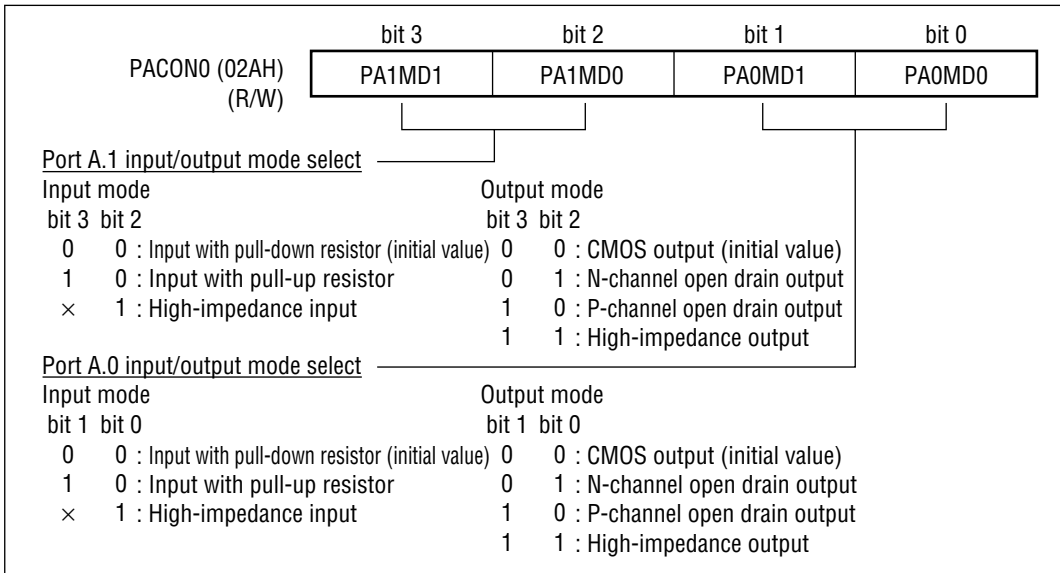 bit 3 bit 2 bit 1 bit 0
PACON0 (02AH) PA1MD1 PA1MD0 PA0MD1 PA0MD0
(R/W)
Port A.1 input/output mode select
Input mode Output mode
bit 3 bit 2 bit 3 bit 2
0 0 : Input with pull-down resistor (initial value) 0 0 : CMOS output (initial value)
1 0 : Input with pull-up resistor 0 1 : N-channel open drain output
× 1 : High-impedance input 1 0 : P-channel open drain output
1 1 : High-impedance output
Port A.0 input/output mode select
Input mode Output mode
bit 1 bit 0 bit 1 bit 0
0 0 : Input with pull-down resistor (initial value) 0 0 : CMOS output (initial value)
1 0 : Input with pull-up resistor 0 1 : N-channel open drain output
× 1 : High-impedance input 1 0 : P-channel open drain output
1 1 : High-impedance output